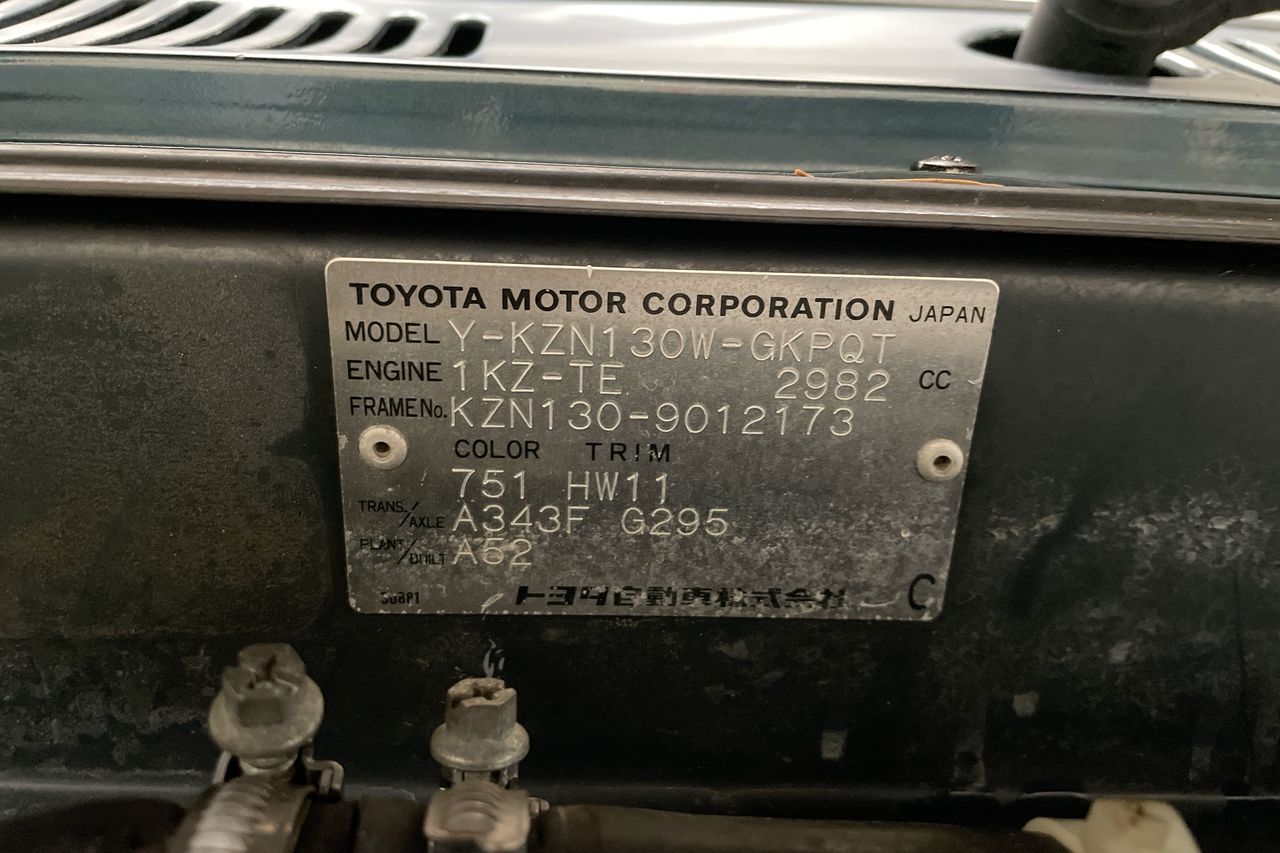 TOYOTA MOTOR CORPORATION JAPAN
MODEL Y-KZN130W-GKPQT
ENGINE 1KZ-TE 2982 CC
FRAME No. KZN130-9012173
COLOR TRIM
751 HW11
TRANS./AXLE A343F G295
PLANT/BUILT A52
トヨタ自動車株式会社 C